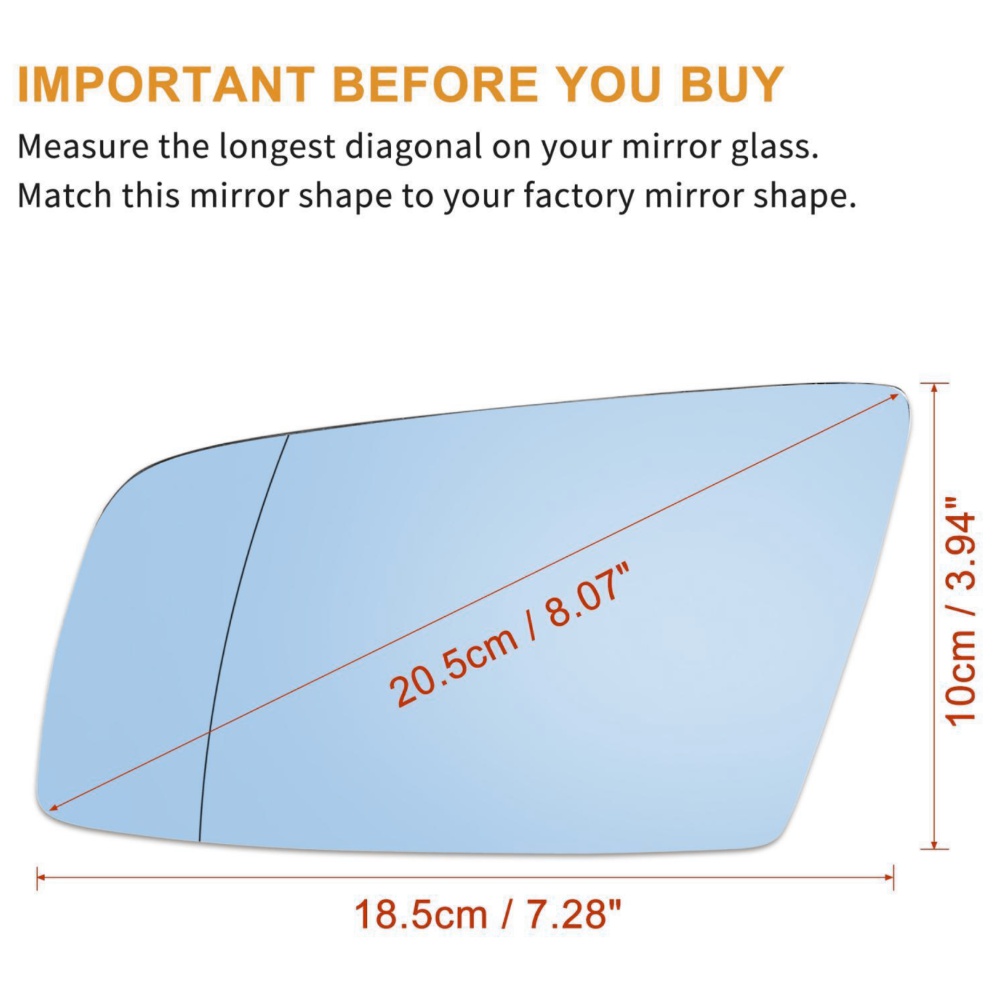 IMPORTANT BEFORE YOU BUY
Measure the longest diagonal on your mirror glass.
Match this mirror shape to your factory mirror shape.
20.5cm / 8.07"
10cm / 3.94"
18.5cm / 7.28"